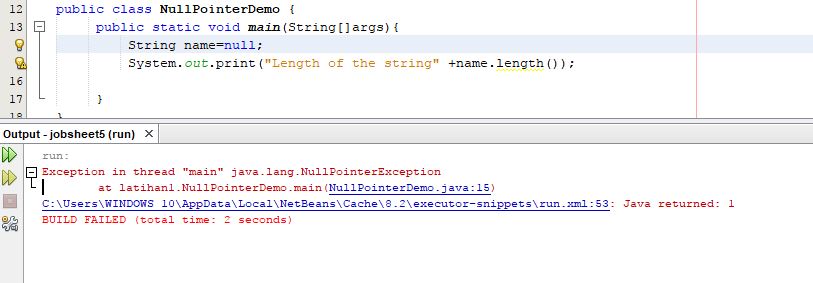 12 public class NullPointerDemo {
13 public static void main(String[]args){
String name=null;
System.out.print("Length of the string" +name.length());
16
17 }
18 }
Output - jobsheet5 (run) ×
run:
Exception in thread "main" java.lang.NullPointerException
at latihan1.NullPointerDemo.main(NullPointerDemo.java:15)
C:\Users\WINDOWS 10\AppData\Local\NetBeans\Cache\8.2\executor-snippets\run.xml:53: Java returned: 1
BUILD FAILED (total time: 2 seconds)